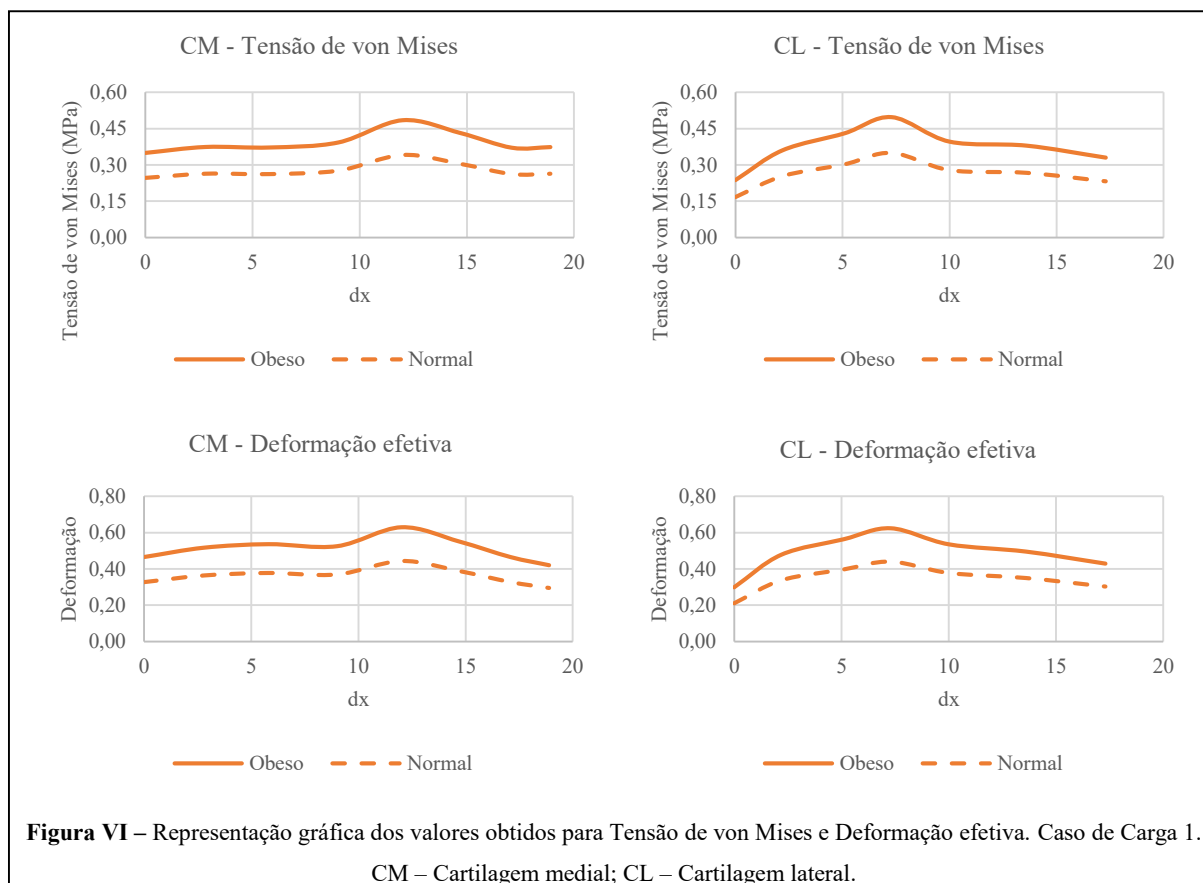 CM - Tensão de von Mises
Tensão de von Mises (MPa)
0,60
0,45
0,30
0,15
0,00
0 5 10 15 20
dx
Obeso Normal
CL - Tensão de von Mises
Tensão de von Mises (MPa)
0,60
0,45
0,30
0,15
0,00
0 5 10 15 20
dx
Obeso Normal
CM - Deformação efetiva
Deformação
0,80
0,60
0,40
0,20
0,00
0 5 10 15 20
dx
Obeso Normal
CL - Deformação efetiva
Deformação
0,80
0,60
0,40
0,20
0,00
0 5 10 15 20
dx
Obeso Normal
Figura VI – Representação gráfica dos valores obtidos para Tensão de von Mises e Deformação efetiva. Caso de Carga 1.
CM – Cartilagem medial; CL – Cartilagem lateral.